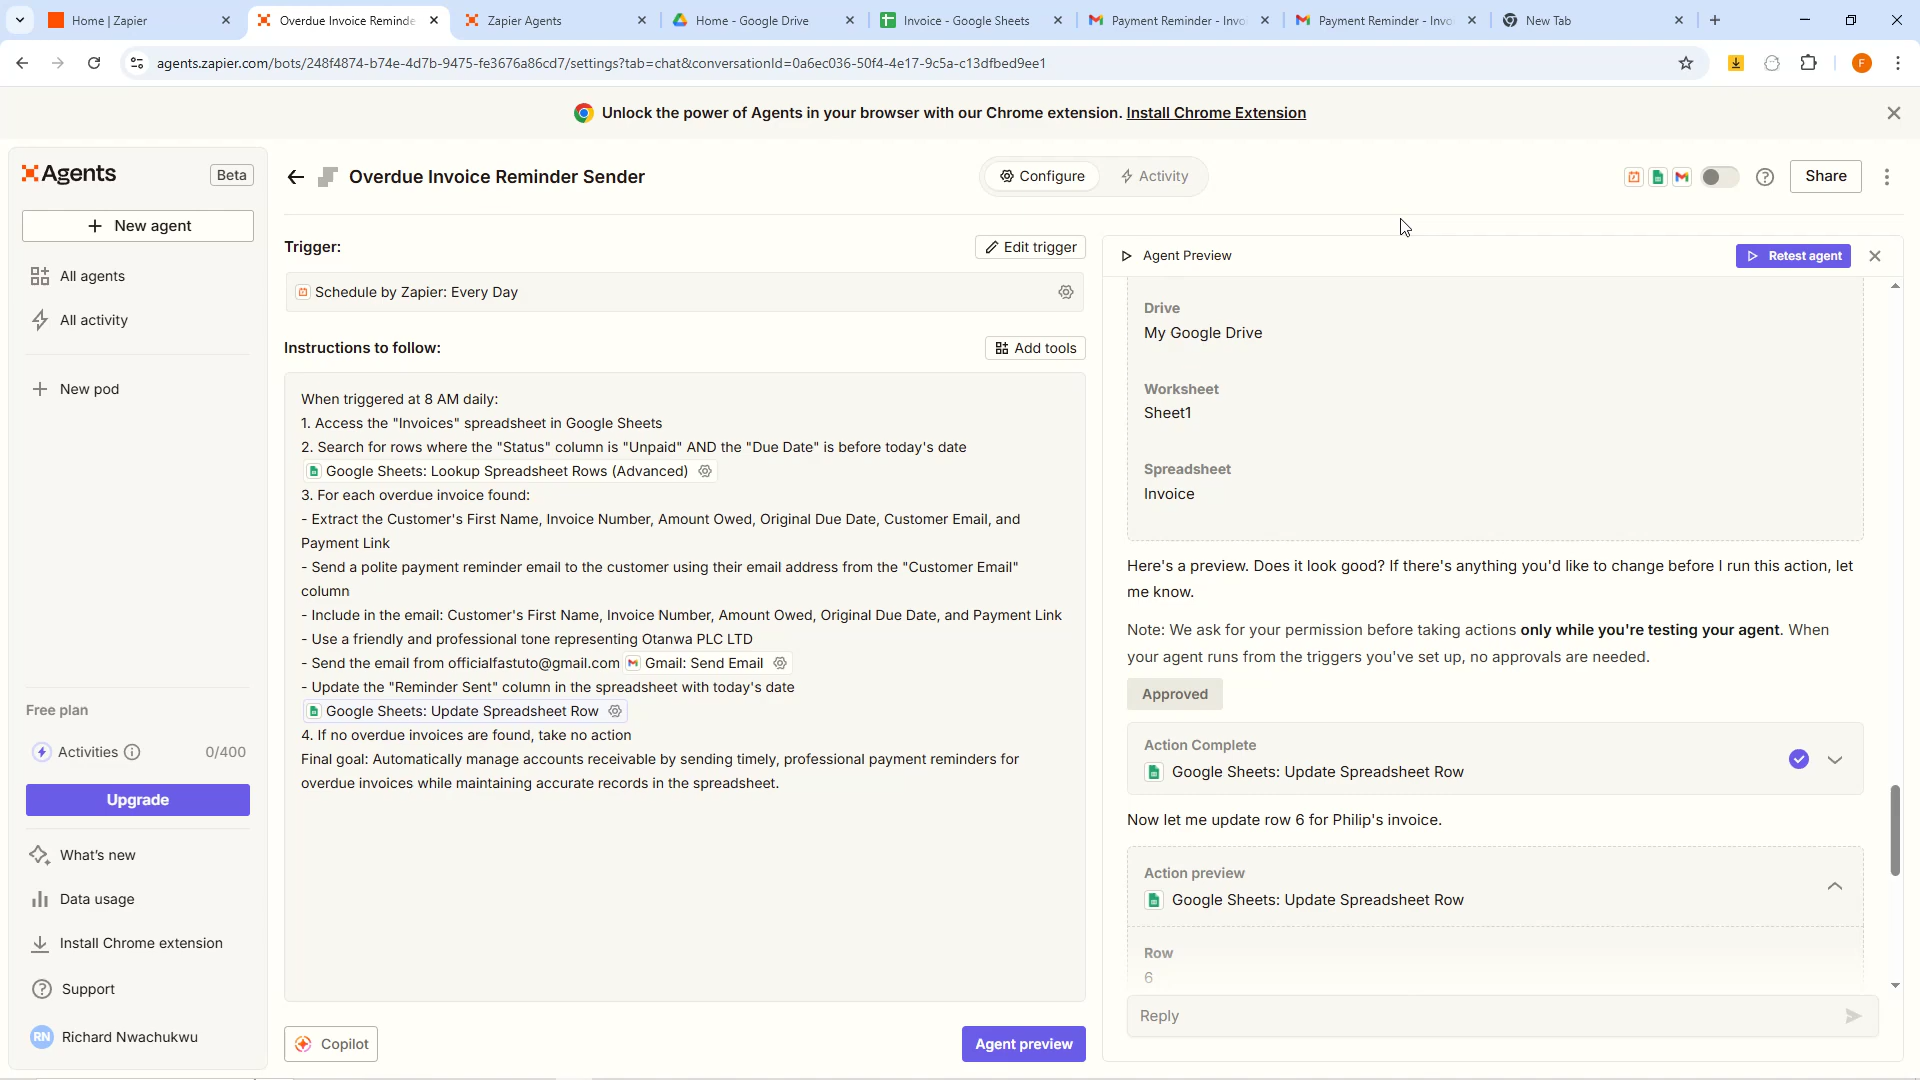 Home | Zapier
Overdue Invoice Reminde
Zapier Agents
Home - Google Drive
Invoice - Google Sheets
Payment Reminder - Invoi
Payment Reminder - Invo
New Tab
agents.zapier.com/bots/248f4874-b74e-4d7b-9475-fe3676a86cd7/settings?tab=chat&conversationId=0a6ec036-50f4-4e17-9c5a-c13dfbed9ee1
F
Unlock the power of Agents in your browser with our Chrome extension. Install Chrome Extension
Agents
Beta
New agent
All agents
All activity
New pod
Free plan
Activities
0/400
Upgrade
What's new
Data usage
Install Chrome extension
Support
RN
Richard Nwachukwu
Overdue Invoice Reminder Sender
Configure
Activity
Share
Trigger:
Edit trigger
Schedule by Zapier: Every Day
Instructions to follow:
Add tools
When triggered at 8 AM daily:
1. Access the "Invoices" spreadsheet in Google Sheets
2. Search for rows where the "Status" column is "Unpaid" AND the "Due Date" is before today's date
Google Sheets: Lookup Spreadsheet Rows (Advanced)
3. For each overdue invoice found:
- Extract the Customer's First Name, Invoice Number, Amount Owed, Original Due Date, Customer Email, and
Payment Link
- Send a polite payment reminder email to the customer using their email address from the "Customer Email"
column
- Include in the email: Customer's First Name, Invoice Number, Amount Owed, Original Due Date, and Payment Link
- Use a friendly and professional tone representing Otanwa PLC LTD
- Send the email from officialfastuto@gmail.com Gmail: Send Email
- Update the "Reminder Sent" column in the spreadsheet with today's date
Google Sheets: Update Spreadsheet Row
4. If no overdue invoices are found, take no action
Final goal: Automatically manage accounts receivable by sending timely, professional payment reminders for
overdue invoices while maintaining accurate records in the spreadsheet.
Copilot
Agent preview
Agent Preview
Retest agent
Drive
My Google Drive
Worksheet
Sheet1
Spreadsheet
Invoice
Here's a preview. Does it look good? If there's anything you'd like to change before I run this action, let
me know.
Note: We ask for your permission before taking actions only while you're testing your agent. When
your agent runs from the triggers you've set up, no approvals are needed.
Approved
Action Complete
Google Sheets: Update Spreadsheet Row
Now let me update row 6 for Philip's invoice.
Action preview
Google Sheets: Update Spreadsheet Row
Row
6
Reply